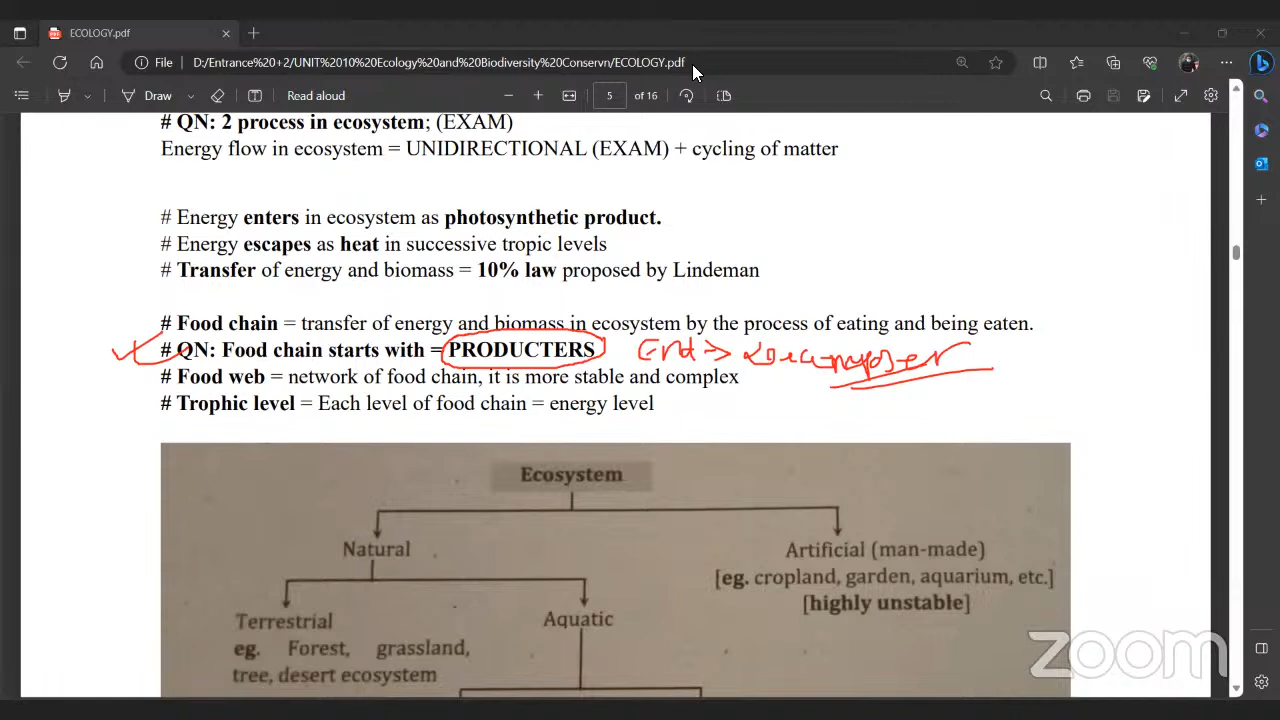 ECOLOGY.pdf
File D:/Entrance%20+2/UNIT%2010%20Ecology%20and%20Biodiversity%20Conservn/ECOLOGY.pdf
Draw Read aloud 5 of 16
# QN: 2 process in ecosystem; (EXAM)
Energy flow in ecosystem = UNIDIRECTIONAL (EXAM) + cycling of matter
# Energy enters in ecosystem as photosynthetic product.
# Energy escapes as heat in successive tropic levels
# Transfer of energy and biomass = 10% law proposed by Lindeman
# Food chain = transfer of energy and biomass in ecosystem by the process of eating and being eaten.
# QN: Food chain starts with = PRODUCTERS End => Decomposer
# Food web = network of food chain, it is more stable and complex
# Trophic level = Each level of food chain = energy level
Ecosystem
Natural
Artificial (man-made)
[eg. cropland, garden, aquarium, etc.]
[highly unstable]
Terrestrial
eg. Forest, grassland,
tree, desert ecosystem
Aquatic
zoom